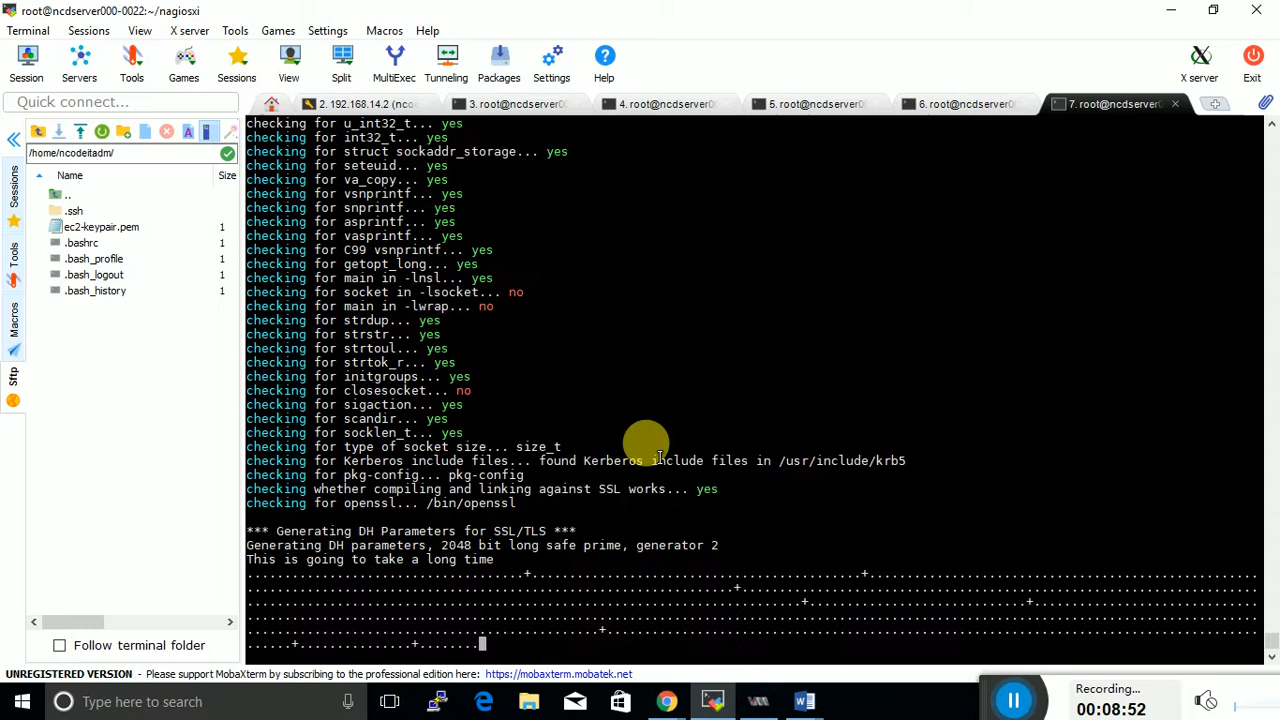 root@ncdserver000-0022:~/nagiosxi
Terminal Sessions View X server Tools Games Settings Macros Help
Session Servers Tools Games Sessions View Split MultiExec Tunneling Packages Settings Help X server Exit
Quick connect...
2. 192.168.14.2 (nco 3. root@ncdserver00 4. root@ncdserver00 5. root@ncdserver00 6. root@ncdserver00 7. root@ncdserver00
/home/ncodeitadm/
Name Size
..
.ssh
ec2-keypair.pem 1
.bashrc 1
.bash_profile 1
.bash_logout 1
.bash_history 1
Sessions
Tools
Macros
Sftp
Follow terminal folder
checking for u_int32_t... yes
checking for int32_t... yes
checking for struct sockaddr_storage... yes
checking for seteuid... yes
checking for va_copy... yes
checking for vsnprintf... yes
checking for snprintf... yes
checking for asprintf... yes
checking for vasprintf... yes
checking for C99 vsnprintf... yes
checking for getopt_long... yes
checking for main in -lnsl... yes
checking for socket in -lsocket... no
checking for main in -lwrap... no
checking for strdup... yes
checking for strstr... yes
checking for strtoul... yes
checking for strtok_r... yes
checking for initgroups... yes
checking for closesocket... no
checking for sigaction... yes
checking for scandir... yes
checking for socklen_t... yes
checking for type of socket size... size_t
checking for Kerberos include files... found Kerberos include files in /usr/include/krb5
checking for pkg-config... pkg-config
checking whether compiling and linking against SSL works... yes
checking for openssl... /bin/openssl
*** Generating DH Parameters for SSL/TLS ***
Generating DH parameters, 2048 bit long safe prime, generator 2
This is going to take a long time
......+...............+........
UNREGISTERED VERSION - Please support MobaXterm by subscribing to the professional edition here: https://mobaxterm.mobatek.net
Type here to search
Recording...
00:08:52